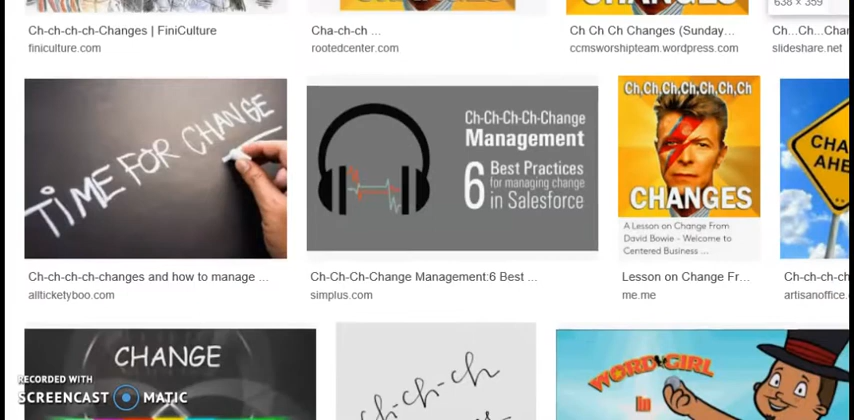 CHANGES
638 × 359
Ch-ch-ch-ch-Changes | FiniCulture
finiculture.com
Cha-ch-ch ...
rootedcenter.com
Ch Ch Ch Changes (Sunday...
ccmsworshipteam.wordpress.com
slideshare.net
TIME FOR CHANGE
Ch-Ch-Ch-Ch-Change
Management
6 Best Practices
for managing change
in Salesforce
Ch,Ch,Ch,Ch,Ch,Ch,Ch
CHANGES
A Lesson on Change From
David Bowie - Welcome to
Centered Business ...
Ch-ch-ch-ch-changes and how to manage ...
allticketyboo.com
Ch-Ch-Ch-Change Management:6 Best ...
simplus.com
Lesson on Change Fr...
me.me
Ch-ch-ch-ch
artisanoffice.
CHANGE
ch-ch-ch
WORD GIRL
in
RECORDED WITH
SCREENCAST MATIC